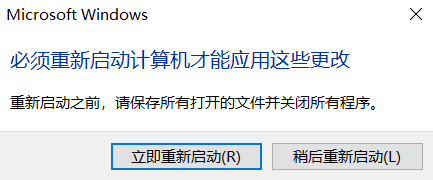 Microsoft Windows
必须重新启动计算机才能应用这些更改
重新启动之前，请保存所有打开的文件并关闭所有程序。
立即重新启动(R)
稍后重新启动(L)